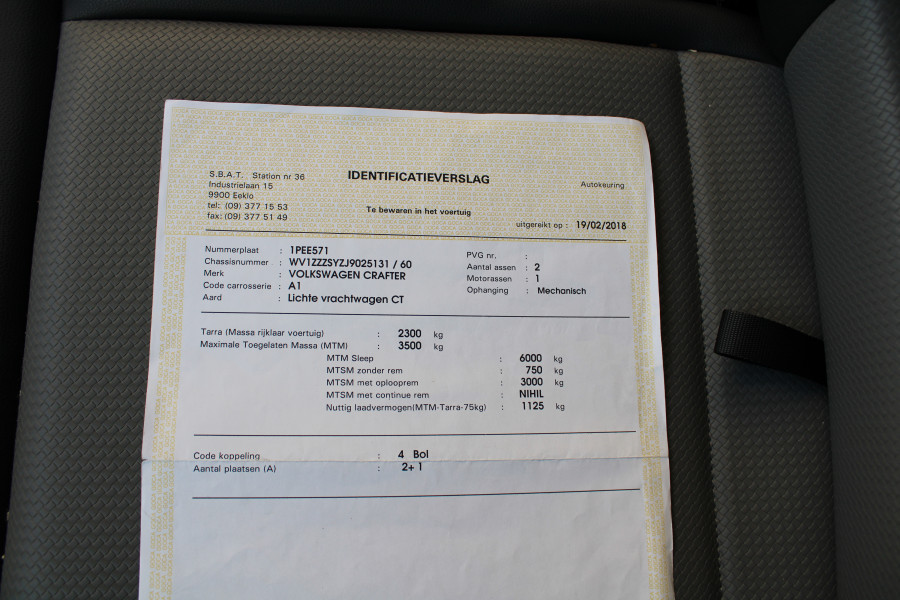 S.B.A.T. Station nr 36
Industrielaan 15
9900 Eeklo
tel: (09) 377 15 53
fax: (09) 377 51 49
IDENTIFICATIEVERSLAG
Te bewaren in het voertuig
Autokeuring
uitgereikt op : 19/02/2018
Nummerplaat : 1PEE571
Chassisnummer : WV1ZZZSYZJ9025131 / 60
Merk : VOLKSWAGEN CRAFTER
Code carrosserie : A1
Aard : Lichte vrachtwagen CT
PVG nr. :
Aantal assen : 2
Motorassen : 1
Ophanging : Mechanisch
Tarra (Massa rijklaar voertuig) : 2300 kg
Maximale Toegelaten Massa (MTM) : 3500 kg
MTM Sleep : 6000 kg
MTSM zonder rem : 750 kg
MTSM met oplooprem : 3000 kg
MTSM met continue rem : NIHIL
Nuttig laadvermogen(MTM-Tarra-75kg) : 1125 kg
Code koppeling : 4 Bol
Aantal plaatsen (A) : 2+ 1